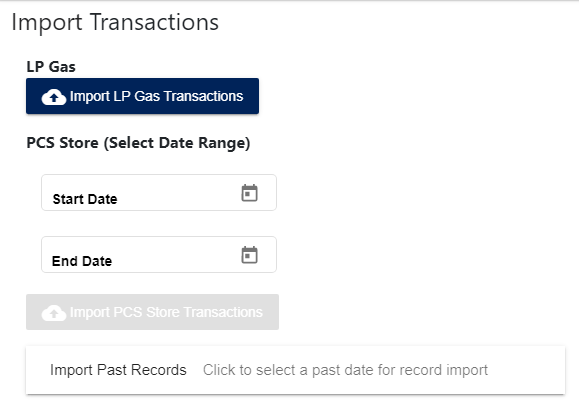 Import Transactions
LP Gas
Import LP Gas Transactions
PCS Store (Select Date Range)
Start Date
End Date
Import PCS Store Transactions
Import Past Records Click to select a past date for record import